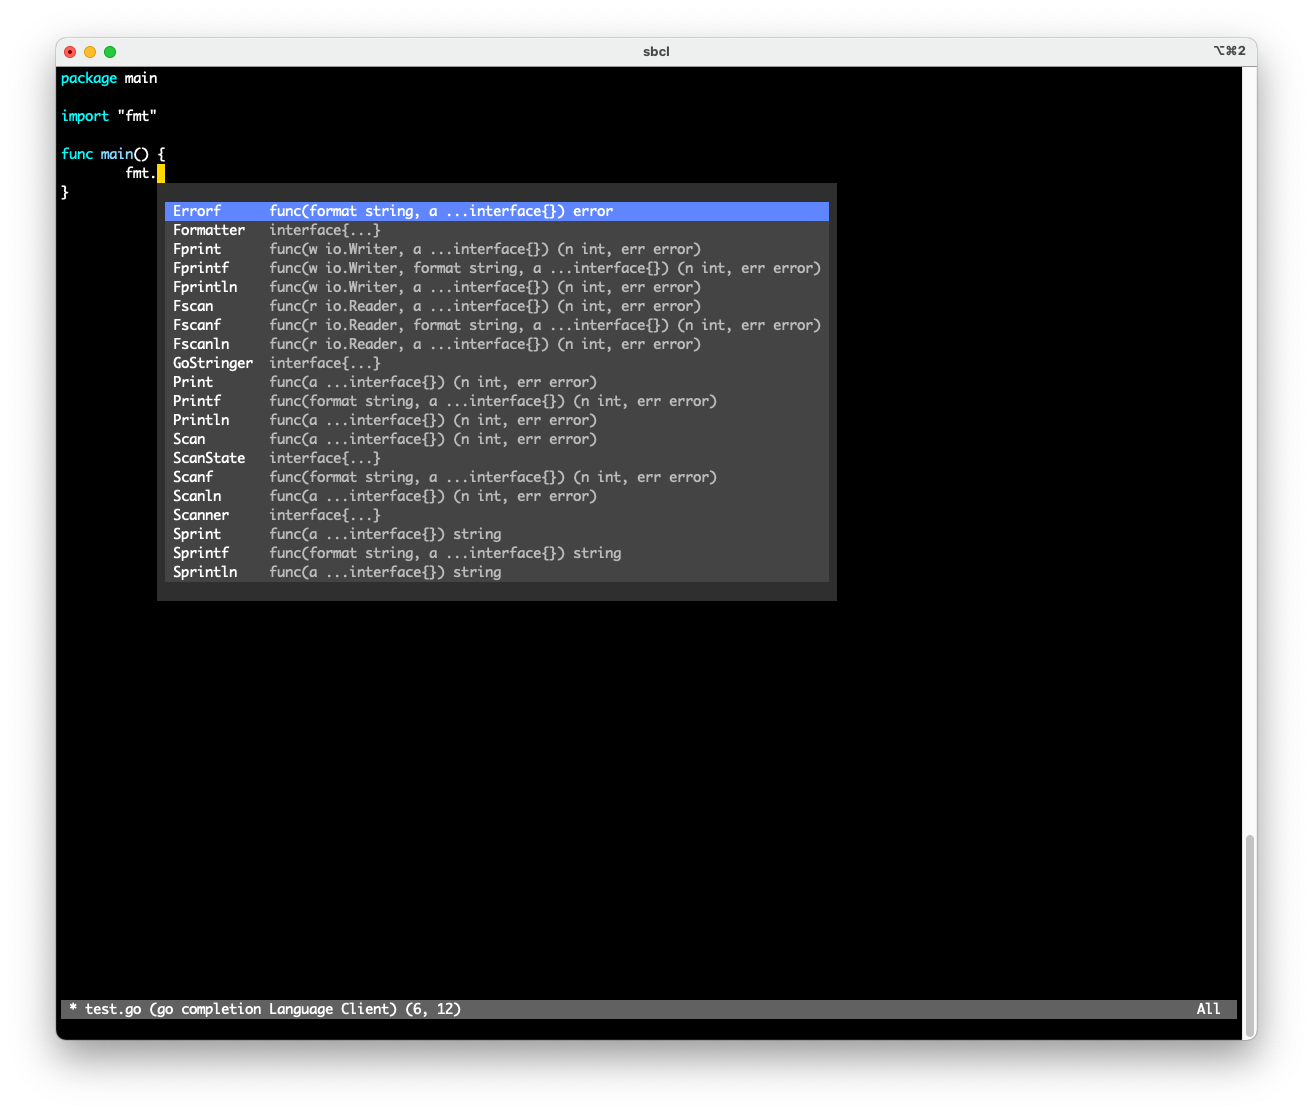 sbcl ⌥⌘2
package main
import "fmt"
func main() {
fmt.
}
Errorf func(format string, a ...interface{}) error
Formatter interface{...}
Fprint func(w io.Writer, a ...interface{}) (n int, err error)
Fprintf func(w io.Writer, format string, a ...interface{}) (n int, err error)
Fprintln func(w io.Writer, a ...interface{}) (n int, err error)
Fscan func(r io.Reader, a ...interface{}) (n int, err error)
Fscanf func(r io.Reader, format string, a ...interface{}) (n int, err error)
Fscanln func(r io.Reader, a ...interface{}) (n int, err error)
GoStringer interface{...}
Print func(a ...interface{}) (n int, err error)
Printf func(format string, a ...interface{}) (n int, err error)
Println func(a ...interface{}) (n int, err error)
Scan func(a ...interface{}) (n int, err error)
ScanState interface{...}
Scanf func(format string, a ...interface{}) (n int, err error)
Scanln func(a ...interface{}) (n int, err error)
Scanner interface{...}
Sprint func(a ...interface{}) string
Sprintf func(format string, a ...interface{}) string
Sprintln func(a ...interface{}) string
* test.go (go completion Language Client) (6, 12) All